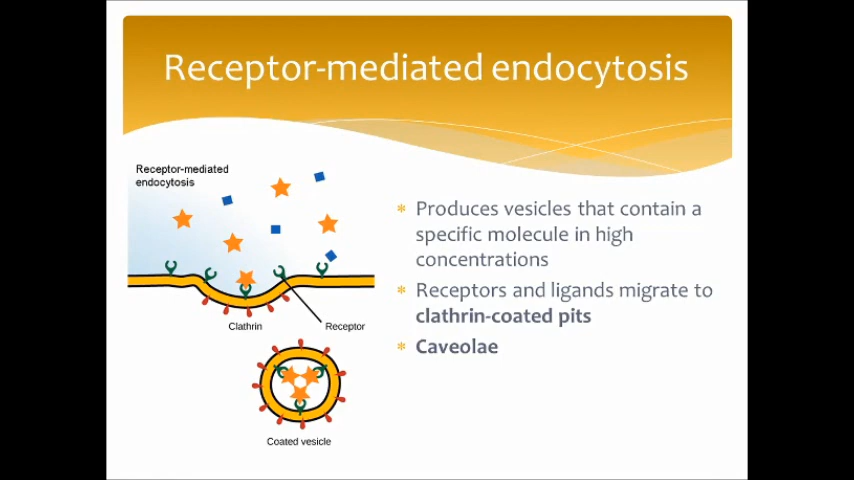 Receptor-mediated endocytosis
Receptor-mediated
endocytosis
Clathrin
Receptor
Coated vesicle
* Produces vesicles that contain a
specific molecule in high
concentrations
* Receptors and ligands migrate to
clathrin-coated pits
* Caveolae